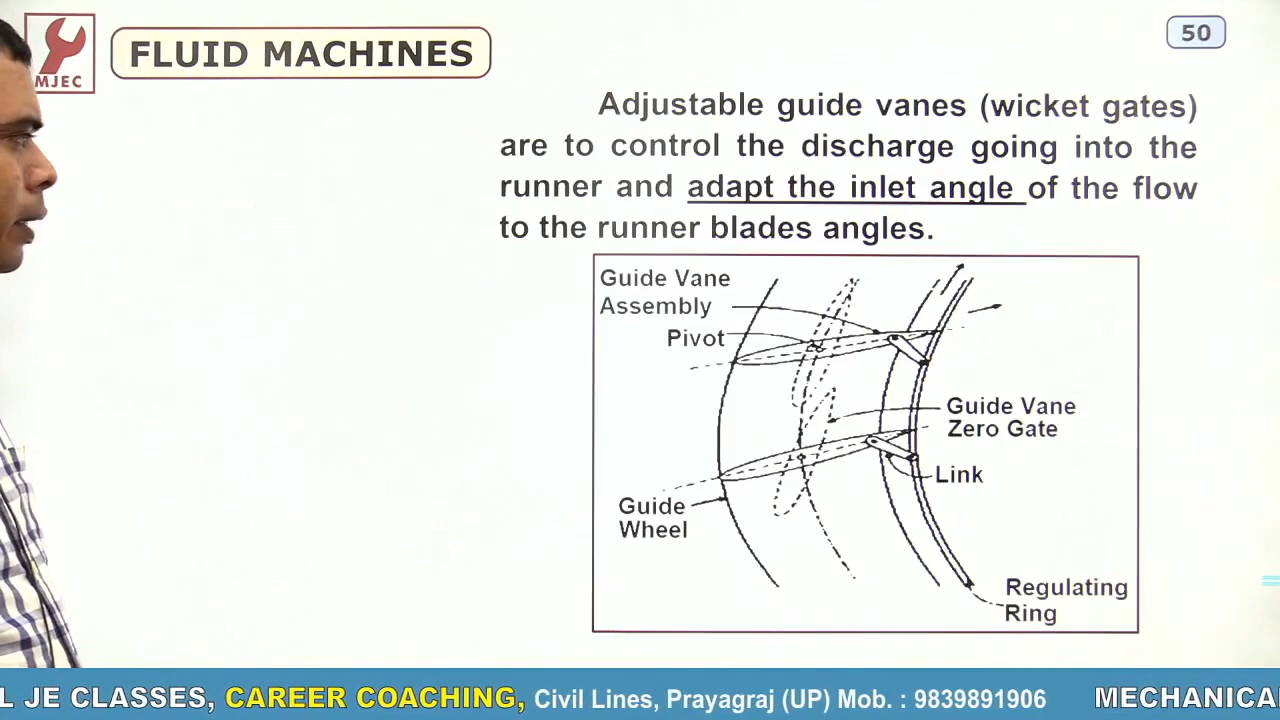 MJEC
FLUID MACHINES
50
Adjustable guide vanes (wicket gates)
are to control the discharge going into the
runner and adapt the inlet angle of the flow
to the runner blades angles.
Guide Vane
Assembly
Pivot
Guide Vane
Zero Gate
Link
Guide
Wheel
Regulating
Ring
L JE CLASSES, CAREER COACHING, Civil Lines, Prayagraj (UP) Mob. : 9839891906 MECHANICA